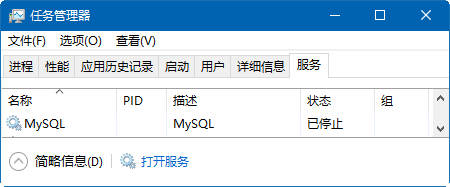 任务管理器
文件(F) 选项(O) 查看(V)
进程 性能 应用历史记录 启动 用户 详细信息 服务
名称 PID 描述 状态 组
MySQL MySQL 已停止
简略信息(D) 打开服务